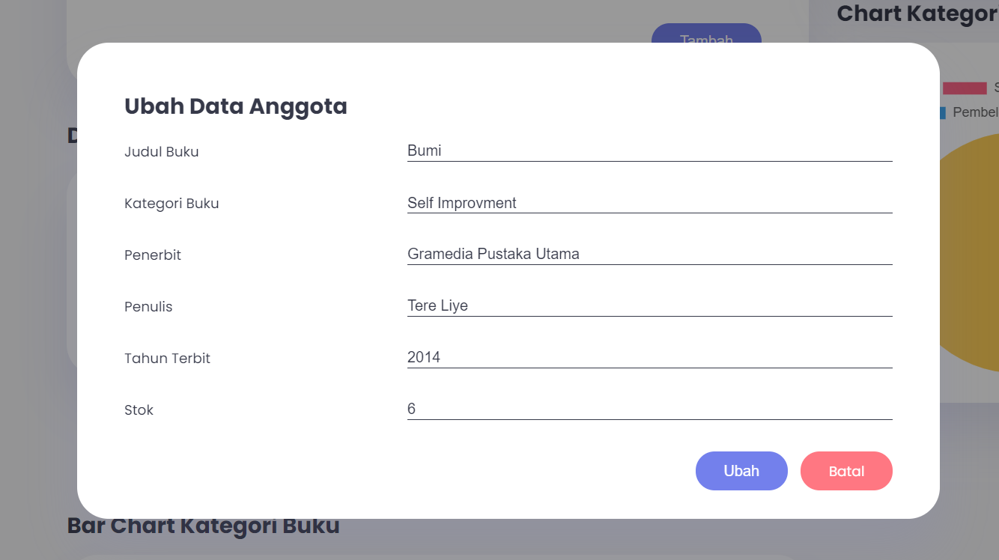 Chart Kategor
Tambah
Ubah Data Anggota
Judul Buku Bumi
Kategori Buku Self Improvment
Penerbit Gramedia Pustaka Utama
Penulis Tere Liye
Tahun Terbit 2014
Stok 6
Ubah Batal
Pembel
Bar Chart Kategori Buku